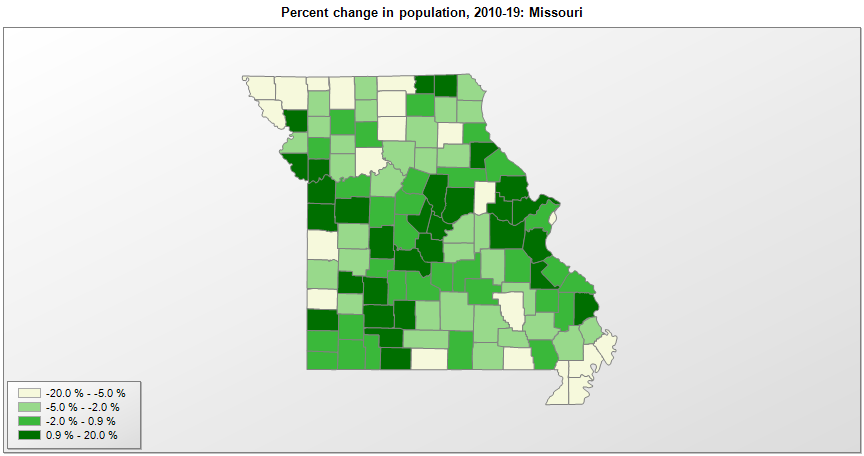 Percent change in population, 2010-19: Missouri
-20.0 % - -5.0 %
-5.0 % - -2.0 %
-2.0 % - 0.9 %
0.9 % - 20.0 %